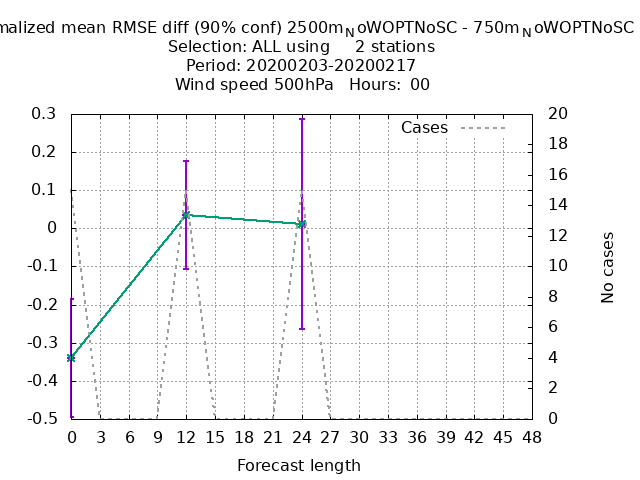 malized mean RMSE diff (90% conf) 2500mNoWOPTNoSC - 750mNoWOPTNoSC
Selection: ALL using 2 stations
Period: 20200203-20200217
Wind speed 500hPa Hours: 00
0.3
0.2
0.1
0
-0.1
-0.2
-0.3
-0.4
-0.5
Cases
20
18
16
14
12
10
8
6
4
2
0
No cases
0 3 6 9 12 15 18 21 24 27 30 33 36 39 42 45 48
Forecast length